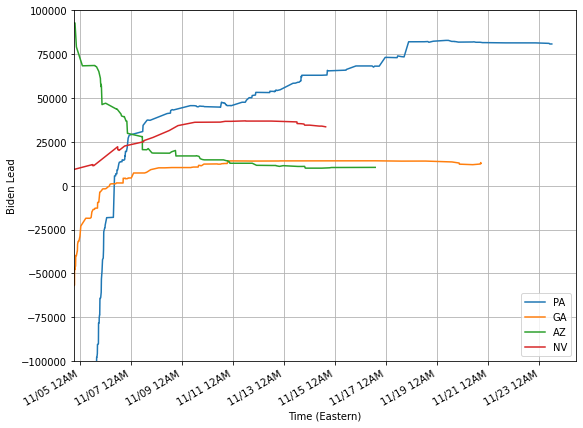 100000
75000
50000
25000
0
−25000
−50000
−75000
−100000
Biden Lead
PA
GA
AZ
NV
11/05 12AM
11/07 12AM
11/09 12AM
11/11 12AM
11/13 12AM
11/15 12AM
11/17 12AM
11/19 12AM
11/21 12AM
11/23 12AM
Time (Eastern)